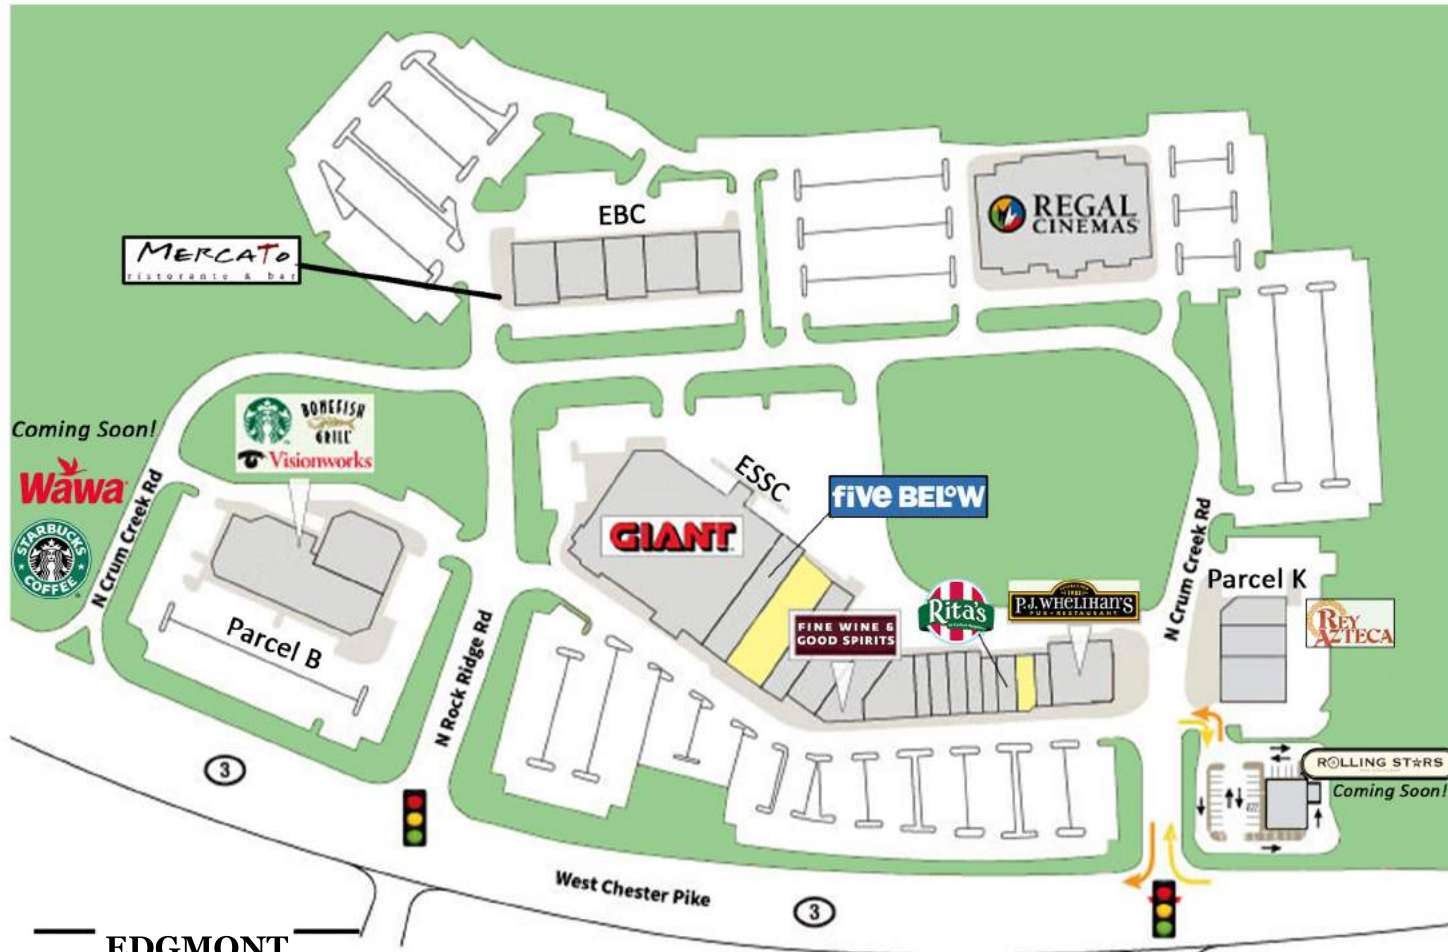 EBC
REGAL
CINEMAS
MERCATO
ristorante & bar
Coming Soon!
Wawa
STARBUCKS
COFFEE
N Crum Creek Rd
BONEFISH
GRILL
Visionworks
Parcel B
N Rock Ridge Rd
ESSC
GIANT
fiVe BELOW
FINE WINE &
GOOD SPIRITS
Rita's
P.J. WHELIHAN'S
PUB • RESTAURANT
N Crum Creek Rd
Parcel K
REY
AZTECA
ROLLING STARS
Coming Soon!
3
West Chester Pike
3
EDGMONT